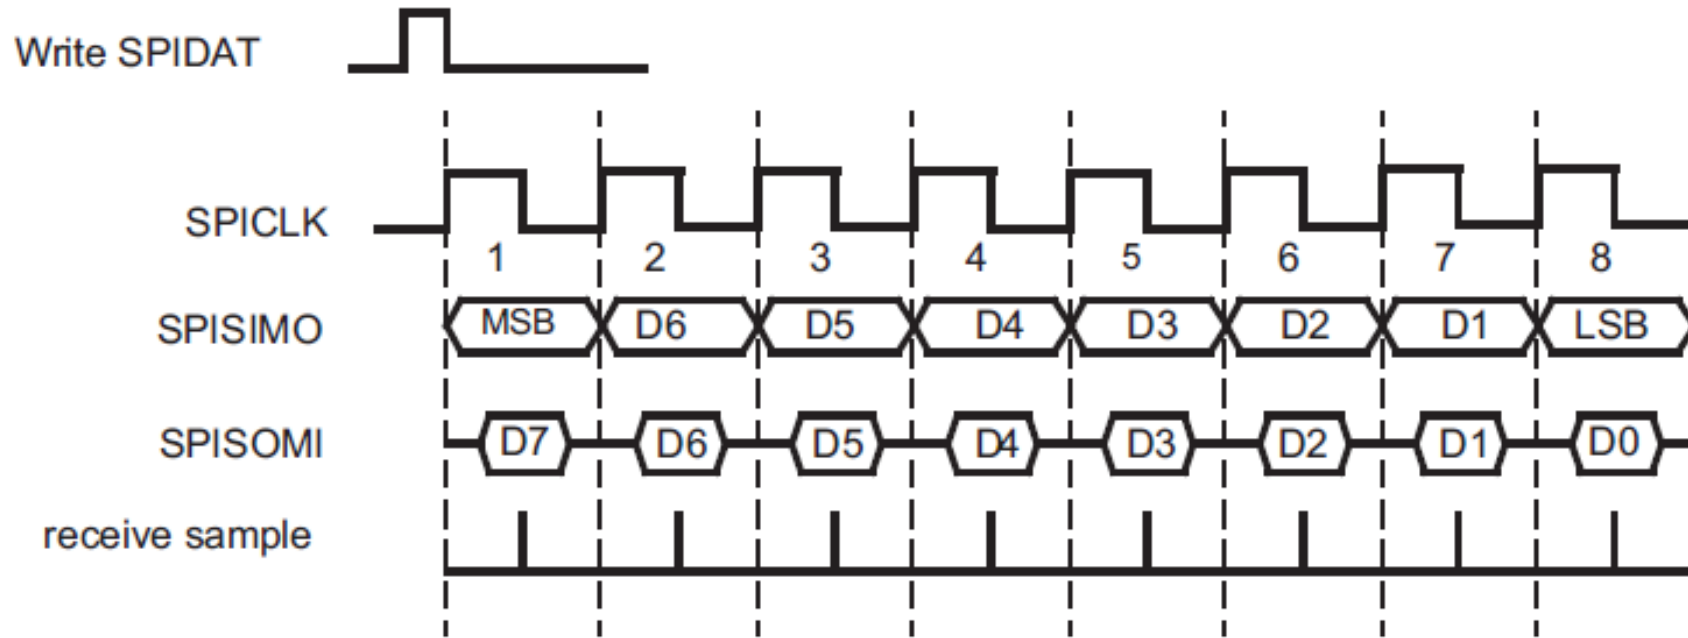 Write SPIDAT
SPICLK
1 2 3 4 5 6 7 8
SPISIMO MSB D6 D5 D4 D3 D2 D1 LSB
SPISOMI D7 D6 D5 D4 D3 D2 D1 D0
receive sample